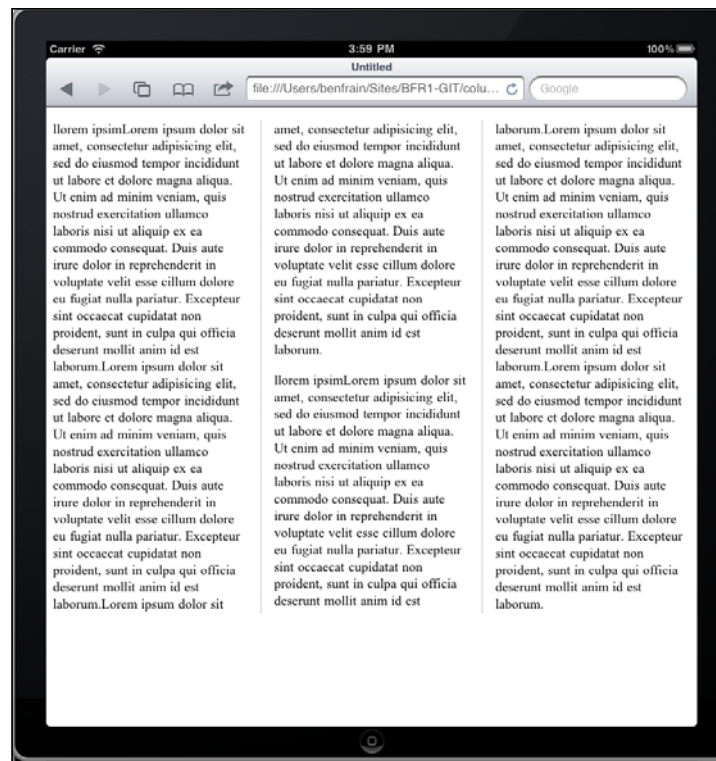 Carrier
3:59 PM
100%
Untitled
file:///Users/benfrain/Sites/BFR1-GIT/colu...
Google
llorem ipsimLorem ipsum dolor sit
amet, consectetur adipisicing elit,
sed do eiusmod tempor incididunt
ut labore et dolore magna aliqua.
Ut enim ad minim veniam, quis
nostrud exercitation ullamco
laboris nisi ut aliquip ex ea
commodo consequat. Duis aute
irure dolor in reprehenderit in
voluptate velit esse cillum dolore
eu fugiat nulla pariatur. Excepteur
sint occaecat cupidatat non
proident, sunt in culpa qui officia
deserunt mollit anim id est
laborum.Lorem ipsum dolor sit
amet, consectetur adipisicing elit,
sed do eiusmod tempor incididunt
ut labore et dolore magna aliqua.
Ut enim ad minim veniam, quis
nostrud exercitation ullamco
laboris nisi ut aliquip ex ea
commodo consequat. Duis aute
irure dolor in reprehenderit in
voluptate velit esse cillum dolore
eu fugiat nulla pariatur. Excepteur
sint occaecat cupidatat non
proident, sunt in culpa qui officia
deserunt mollit anim id est
laborum.Lorem ipsum dolor sit
amet, consectetur adipisicing elit,
sed do eiusmod tempor incididunt
ut labore et dolore magna aliqua.
Ut enim ad minim veniam, quis
nostrud exercitation ullamco
laboris nisi ut aliquip ex ea
commodo consequat. Duis aute
irure dolor in reprehenderit in
voluptate velit esse cillum dolore
eu fugiat nulla pariatur. Excepteur
sint occaecat cupidatat non
proident, sunt in culpa qui officia
deserunt mollit anim id est
laborum.
llorem ipsimLorem ipsum dolor sit
amet, consectetur adipisicing elit,
sed do eiusmod tempor incididunt
ut labore et dolore magna aliqua.
Ut enim ad minim veniam, quis
nostrud exercitation ullamco
laboris nisi ut aliquip ex ea
commodo consequat. Duis aute
irure dolor in reprehenderit in
voluptate velit esse cillum dolore
eu fugiat nulla pariatur. Excepteur
sint occaecat cupidatat non
proident, sunt in culpa qui officia
deserunt mollit anim id est
laborum.Lorem ipsum dolor sit
amet, consectetur adipisicing elit,
sed do eiusmod tempor incididunt
ut labore et dolore magna aliqua.
Ut enim ad minim veniam, quis
nostrud exercitation ullamco
laboris nisi ut aliquip ex ea
commodo consequat. Duis aute
irure dolor in reprehenderit in
voluptate velit esse cillum dolore
eu fugiat nulla pariatur. Excepteur
sint occaecat cupidatat non
proident, sunt in culpa qui officia
deserunt mollit anim id est
laborum.Lorem ipsum dolor sit
amet, consectetur adipisicing elit,
sed do eiusmod tempor incididunt
ut labore et dolore magna aliqua.
Ut enim ad minim veniam, quis
nostrud exercitation ullamco
laboris nisi ut aliquip ex ea
commodo consequat. Duis aute
irure dolor in reprehenderit in
voluptate velit esse cillum dolore
eu fugiat nulla pariatur. Excepteur
sint occaecat cupidatat non
proident, sunt in culpa qui officia
deserunt mollit anim id est
laborum.